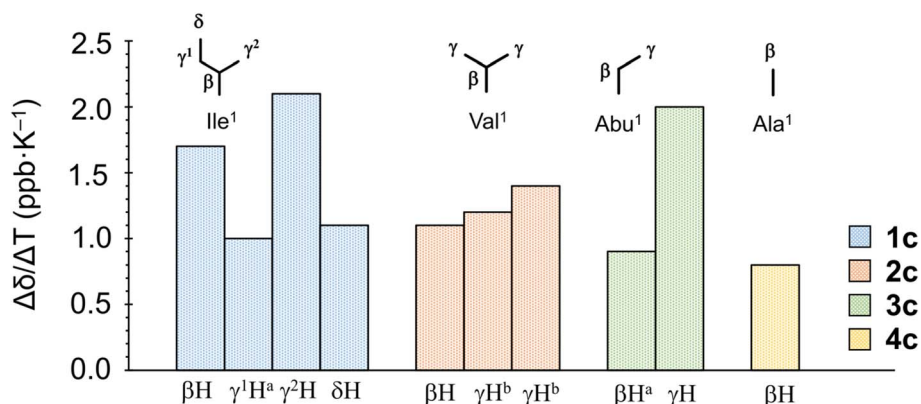 δ
γ¹ γ²
β
Ile¹
γ γ
β
Val¹
γ
β
Abu¹
β
Ala¹
Δδ/ΔT (ppb·K⁻¹)
2.5
2.0
1.5
1.0
0.5
0.0
βH γ¹Hᵃ γ²H δH
βH γHᵇ γHᵇ
βHᵃ γH
βH
1c
2c
3c
4c